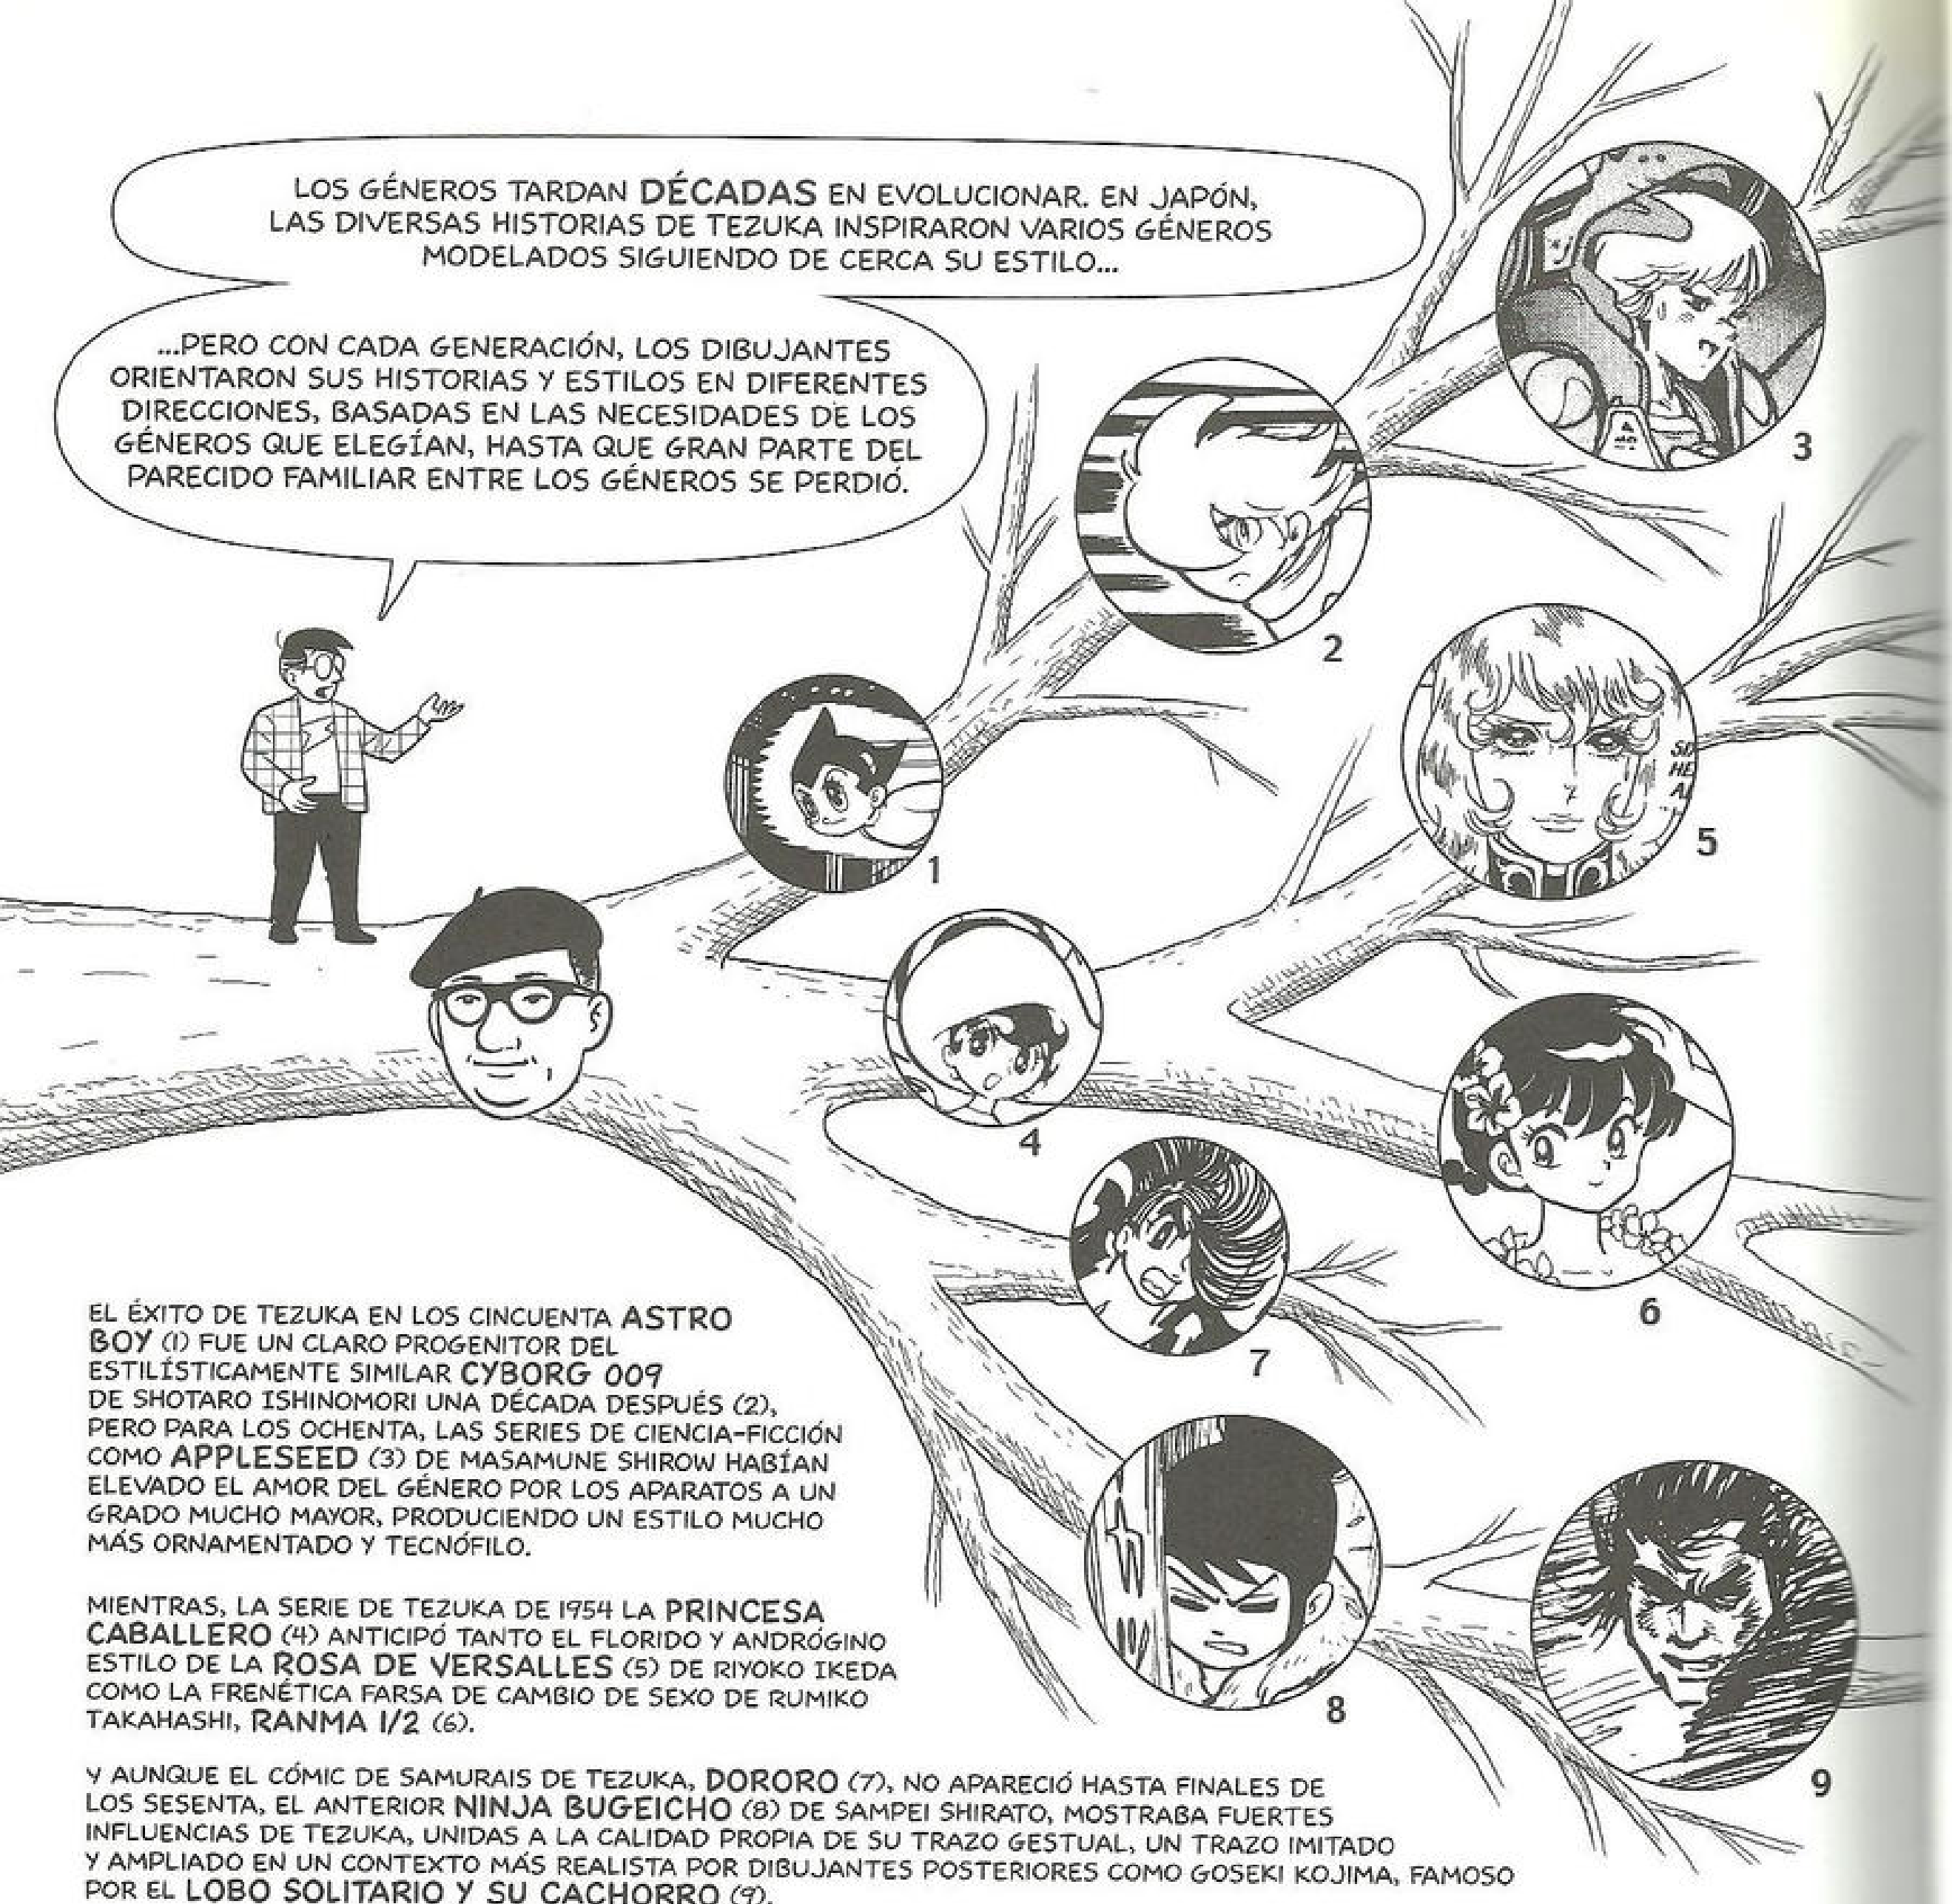 LOS GÉNEROS TARDAN DÉCADAS EN EVOLUCIONAR. EN JAPÓN,
LAS DIVERSAS HISTORIAS DE TEZUKA INSPIRARON VARIOS GÉNEROS
MODELADOS SIGUIENDO DE CERCA SU ESTILO...
...PERO CON CADA GENERACIÓN, LOS DIBUJANTES
ORIENTARON SUS HISTORIAS Y ESTILOS EN DIFERENTES
DIRECCIONES, BASADAS EN LAS NECESIDADES DE LOS
GÉNEROS QUE ELEGÍAN, HASTA QUE GRAN PARTE DEL
PARECIDO FAMILIAR ENTRE LOS GÉNEROS SE PERDIÓ.
3
2
5
1
4
6
7
8
9
EL ÉXITO DE TEZUKA EN LOS CINCUENTA ASTRO
BOY (1) FUE UN CLARO PROGENITOR DEL
ESTILÍSTICAMENTE SIMILAR CYBORG 009
DE SHOTARO ISHINOMORI UNA DÉCADA DESPUÉS (2),
PERO PARA LOS OCHENTA, LAS SERIES DE CIENCIA-FICCIÓN
COMO APPLESEED (3) DE MASAMUNE SHIROW HABÍAN
ELEVADO EL AMOR DEL GÉNERO POR LOS APARATOS A UN
GRADO MUCHO MAYOR, PRODUCIENDO UN ESTILO MUCHO
MÁS ORNAMENTADO Y TECNÓFILO.
MIENTRAS, LA SERIE DE TEZUKA DE 1954 LA PRINCESA
CABALLERO (4) ANTICIPÓ TANTO EL FLORIDO Y ANDRÓGINO
ESTILO DE LA ROSA DE VERSALLES (5) DE RIYOKO IKEDA
COMO LA FRENÉTICA FARSA DE CAMBIO DE SEXO DE RUMIKO
TAKAHASHI, RANMA 1/2 (6).
Y AUNQUE EL CÓMIC DE SAMURAIS DE TEZUKA, DORORO (7), NO APARECIÓ HASTA FINALES DE
LOS SESENTA, EL ANTERIOR NINJA BUGEICHO (8) DE SAMPEI SHIRATO, MOSTRABA FUERTES
INFLUENCIAS DE TEZUKA, UNIDAS A LA CALIDAD PROPIA DE SU TRAZO GESTUAL, UN TRAZO IMITADO
Y AMPLIADO EN UN CONTEXTO MÁS REALISTA POR DIBUJANTES POSTERIORES COMO GOSEKI KOJIMA, FAMOSO
POR EL LOBO SOLITARIO Y SU CACHORRO (9).